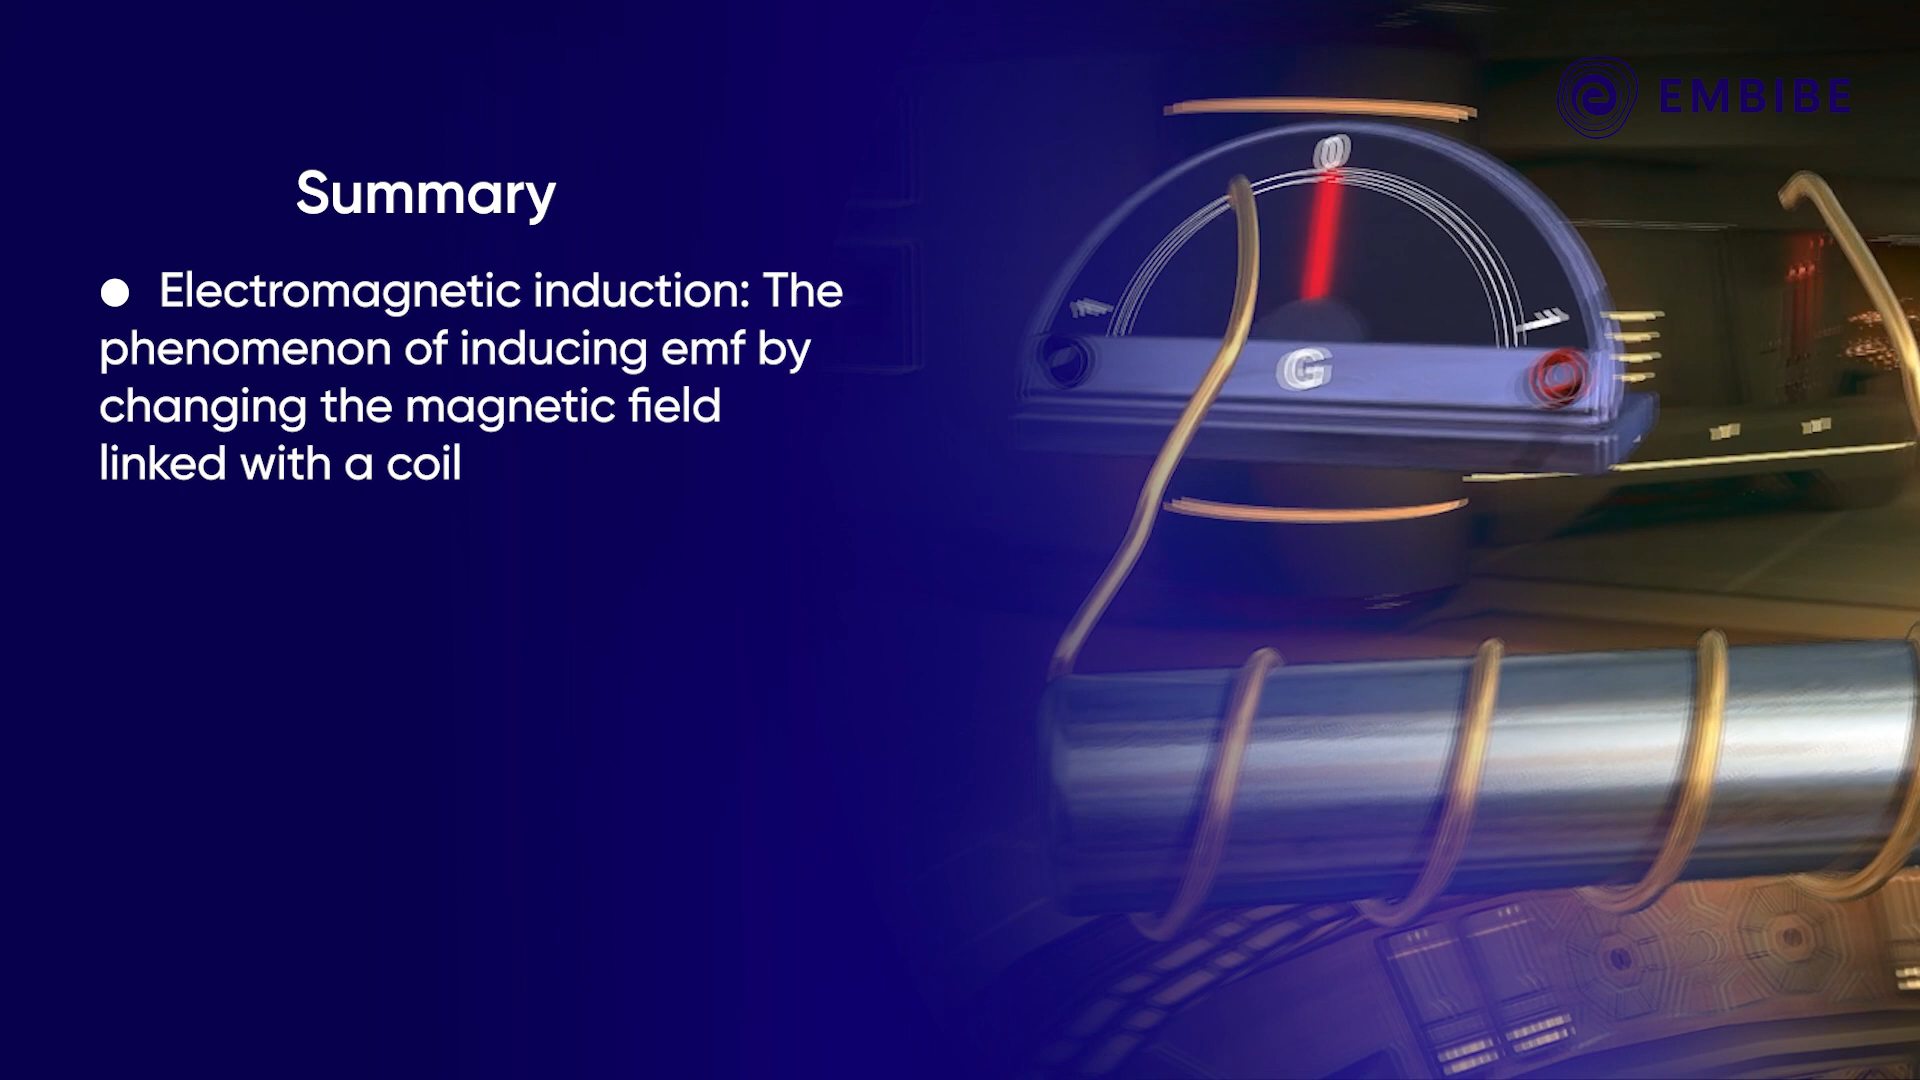 EMBIBE
Summary
● Electromagnetic induction: The
phenomenon of inducing emf by
changing the magnetic field
linked with a coil
0
G